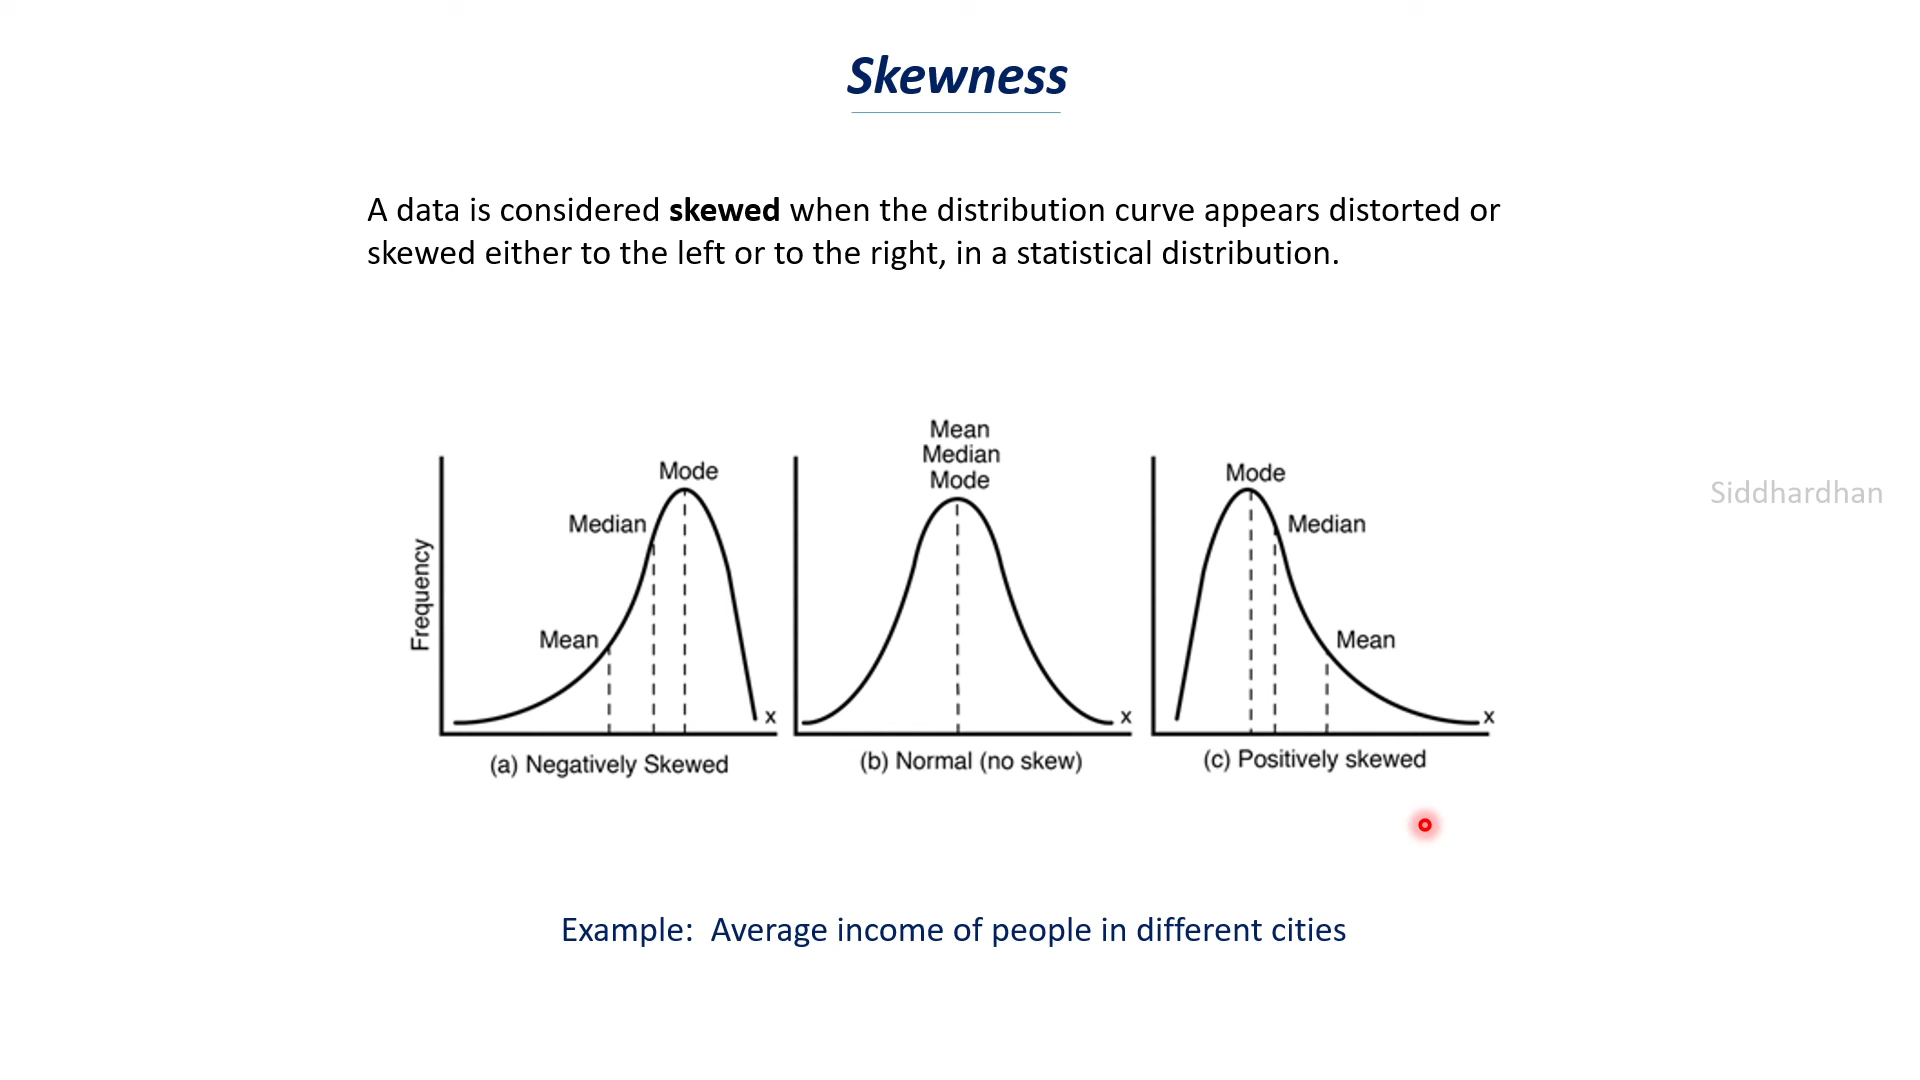 Skewness
A data is considered skewed when the distribution curve appears distorted or
skewed either to the left or to the right, in a statistical distribution.
Frequency
Mode
Median
Mean
x
(a) Negatively Skewed
Mean
Median
Mode
x
(b) Normal (no skew)
Mode
Median
Mean
x
(c) Positively skewed
Siddhardhan
Example: Average income of people in different cities